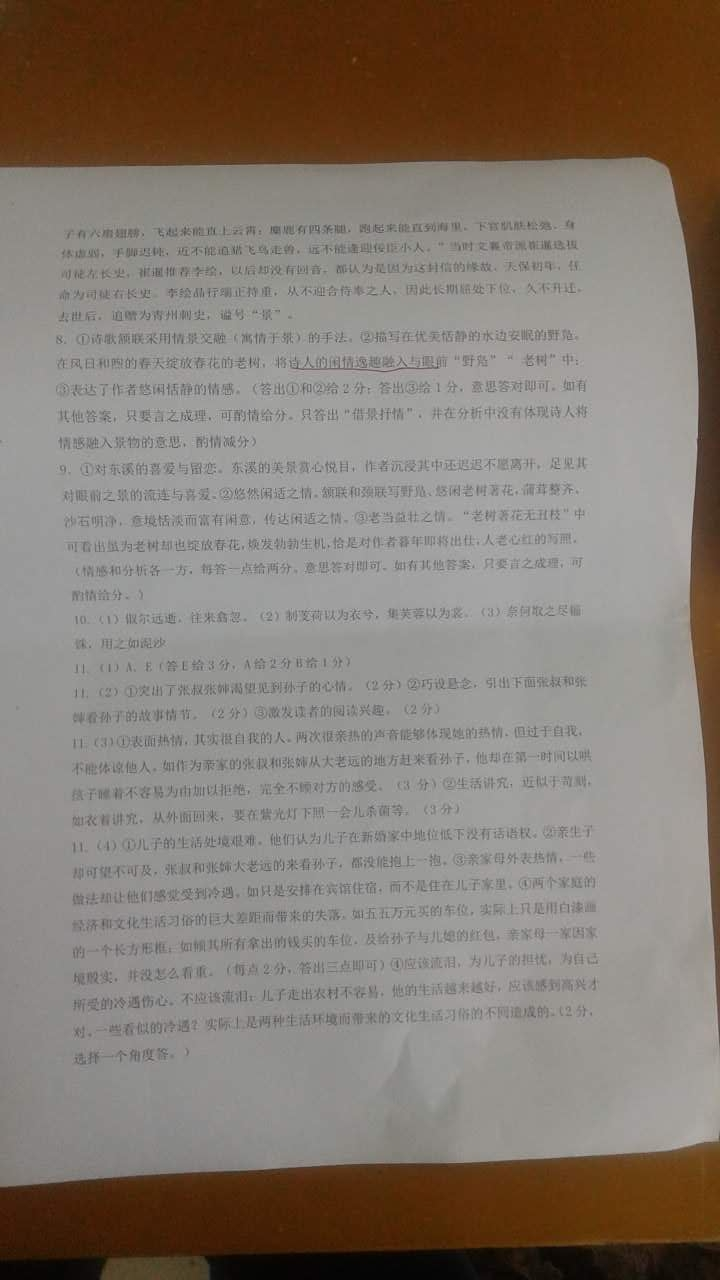 子有六扇翅膀，飞起来能直上云霄；麋鹿有四条腿，跑起来能直到海里。下官肌肤松弛、身
体虚弱，手脚迟钝，近不能追猎飞鸟走兽，远不能逢迎佞臣小人。”当时文襄帝派崔暹选拔
司徒左长史，崔暹推荐李绘，以后却没有回音，都认为是因为这封信的缘故。天保初年，任
命为司徒右长史。李绘品行端正持重，从不迎合侍奉之人，因此长期屈处下位，久不升迁。
去世后，追赠为青州刺史，谥号“景”。
8．①诗歌颔联采用情景交融（寓情于景）的手法。②描写在优美恬静的水边安眠的野凫。
在风日和煦的春天绽放春花的老树，将诗人的闲情逸趣融入与眼前“野凫”“ 老树”中；
③表达了作者悠闲恬静的情感。（答出①和②给 2 分；答出③给 1 分，意思答对即可。如有
其他答案，只要言之成理，可酌情给分。只答出“借景抒情”，并在分析中没有体现诗人将
情感融入景物的意思，酌情减分）
9．①对东溪的喜爱与留恋。东溪的美景赏心悦目，作者沉浸其中还迟迟不愿离开，足见其
对眼前之景的流连与喜爱。②悠然闲适之情。颔联和颈联写野凫、悠闲老树著花，蒲茸整齐、
沙石明净，意境恬淡而富有闲意，传达闲适之情。③老当益壮之情。“老树著花无丑枝”中
可看出虽为老树却也绽放春花，焕发勃勃生机，恰是对作者暮年即将出仕，人老心红的写照。
（情感和分析各一方，每答一点给两分。意思答对即可。如有其他答案，只要言之成理，可
酌情给分。）
10.（1）俶尔远逝，往来翕忽。（2）制芰荷以为衣兮，集芙蓉以为裳。（3）奈何取之尽锱
铢，用之如泥沙
11.（1）A、E（答 E 给 3 分，A 给 2 分 B 给 1 分）
11.（2）①突出了张叔张婶渴望见到孙子的心情。（2 分）②巧设悬念，引出下面张叔和张
婶看孙子的故事情节。（2 分）③激发读者的阅读兴趣。（2 分）
11.（3）①表面热情，其实很自我的人。两次很亲热的声音能够体现她的热情，但过于自我，
不能体谅他人，如作为亲家的张叔和张婶从大老远的地方赶来看孙子，他却在第一时间以哄
孩子睡着不容易为由加以拒绝，完全不顾对方的感受。（3 分）②生活讲究，近似于苛刻，
如衣着讲究，从外面回来，要在紫光灯下照一会儿杀菌等。（3 分）
11.（4）①儿子的生活处境艰难。他们认为儿子在新婚家中地位低下没有话语权。②亲生子
却可望不可及，张叔和张婶大老远的来看孙子，都没能抱上一抱。③亲家母外表热情，一些
做法却让他们感觉受到冷遇。如只是安排在宾馆住宿，而不是住在儿子家里。④两个家庭的
经济和文化生活习俗的巨大差距而带来的失落。如五五万元买的车位，实际上只是用白漆画
的一个长方形框；如倾其所有拿出的钱买的车位，及给孙子与儿媳的红包，亲家母一家因家
境殷实，并没怎么看重。（每点 2 分，答出三点即可）④应该流泪，为儿子的担忧，为自己
所受的冷遇伤心。不应该流泪：儿子走出农村不容易，他的生活越来越好，应该感到高兴才
对。一些看似的冷遇？实际上是两种生活环境而带来的文化生活习俗的不同造成的。（2 分，
选择一个角度答。）